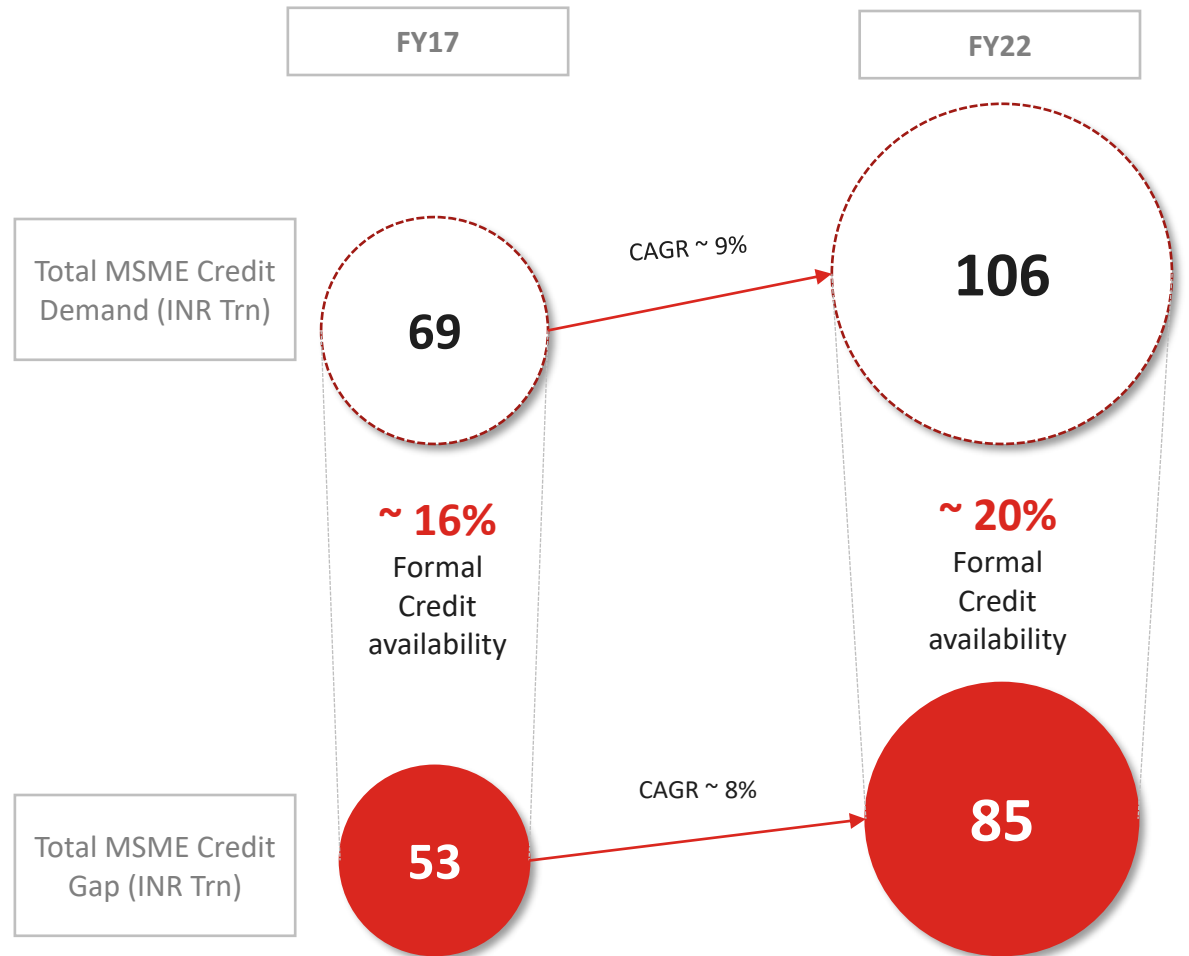 FY17
FY22
Total MSME Credit
Demand (INR Trn)
69
CAGR ~ 9%
106
~ 16%
Formal
Credit
availability
~ 20%
Formal
Credit
availability
Total MSME Credit
Gap (INR Trn)
53
CAGR ~ 8%
85